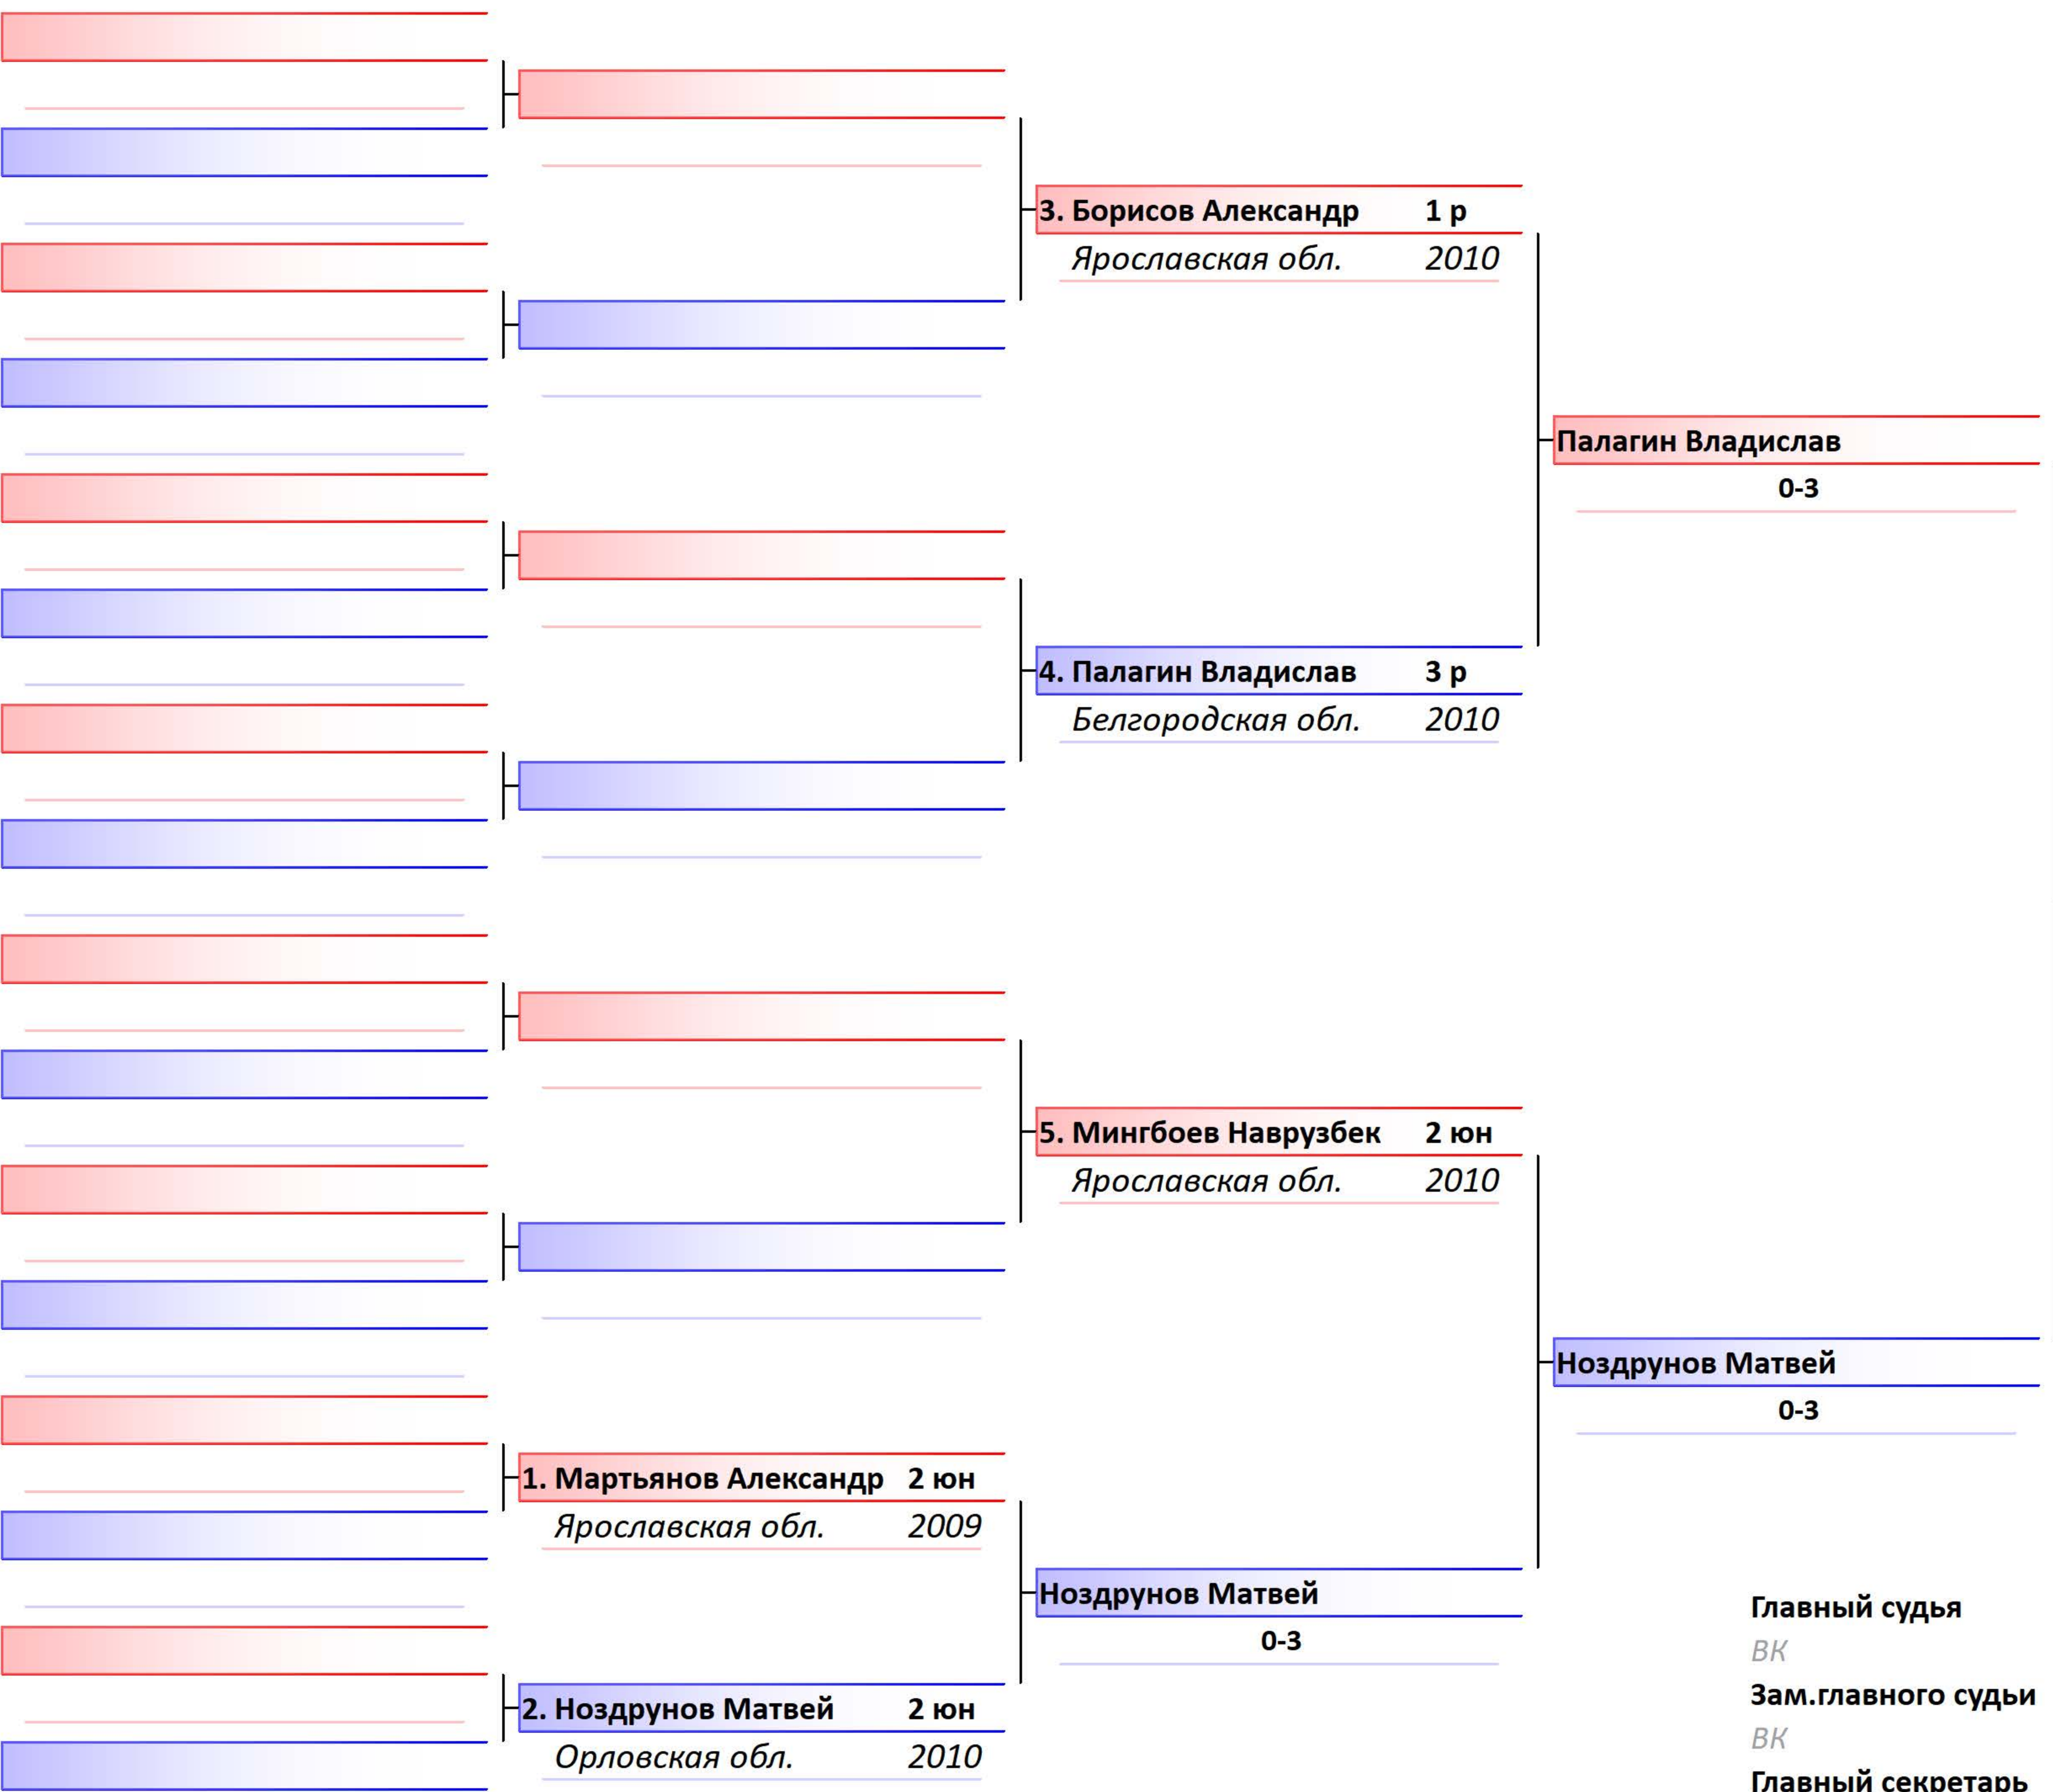 3. Борисов Александр 1 р
Ярославская обл. 2010
Палагин Владислав
0-3
4. Палагин Владислав 3 р
Белгородская обл. 2010
5. Мингбоев Наврузбек 2 юн
Ярославская обл. 2010
Ноздрунов Матвей
0-3
1. Мартьянов Александр 2 юн
Ярославская обл. 2009
Ноздрунов Матвей
0-3
2. Ноздрунов Матвей 2 юн
Орловская обл. 2010
Главный судья
ВК
Зам.главного судьи
ВК
Главный секретарь